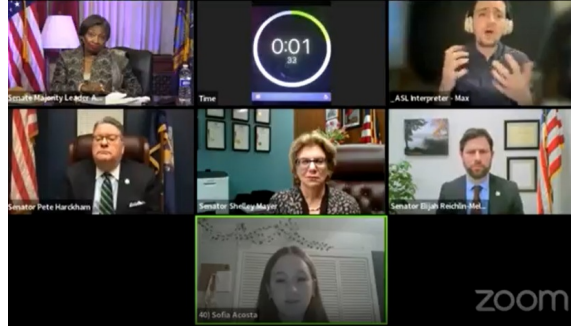 Senate Majority Leader A...
Time
0:01
33
_ASL Interpreter - Max
Senator Pete Harckham
Senator Shelley Mayer
Senator Elijah Reichlin-Mel...
40| Sofia Acosta
zoom